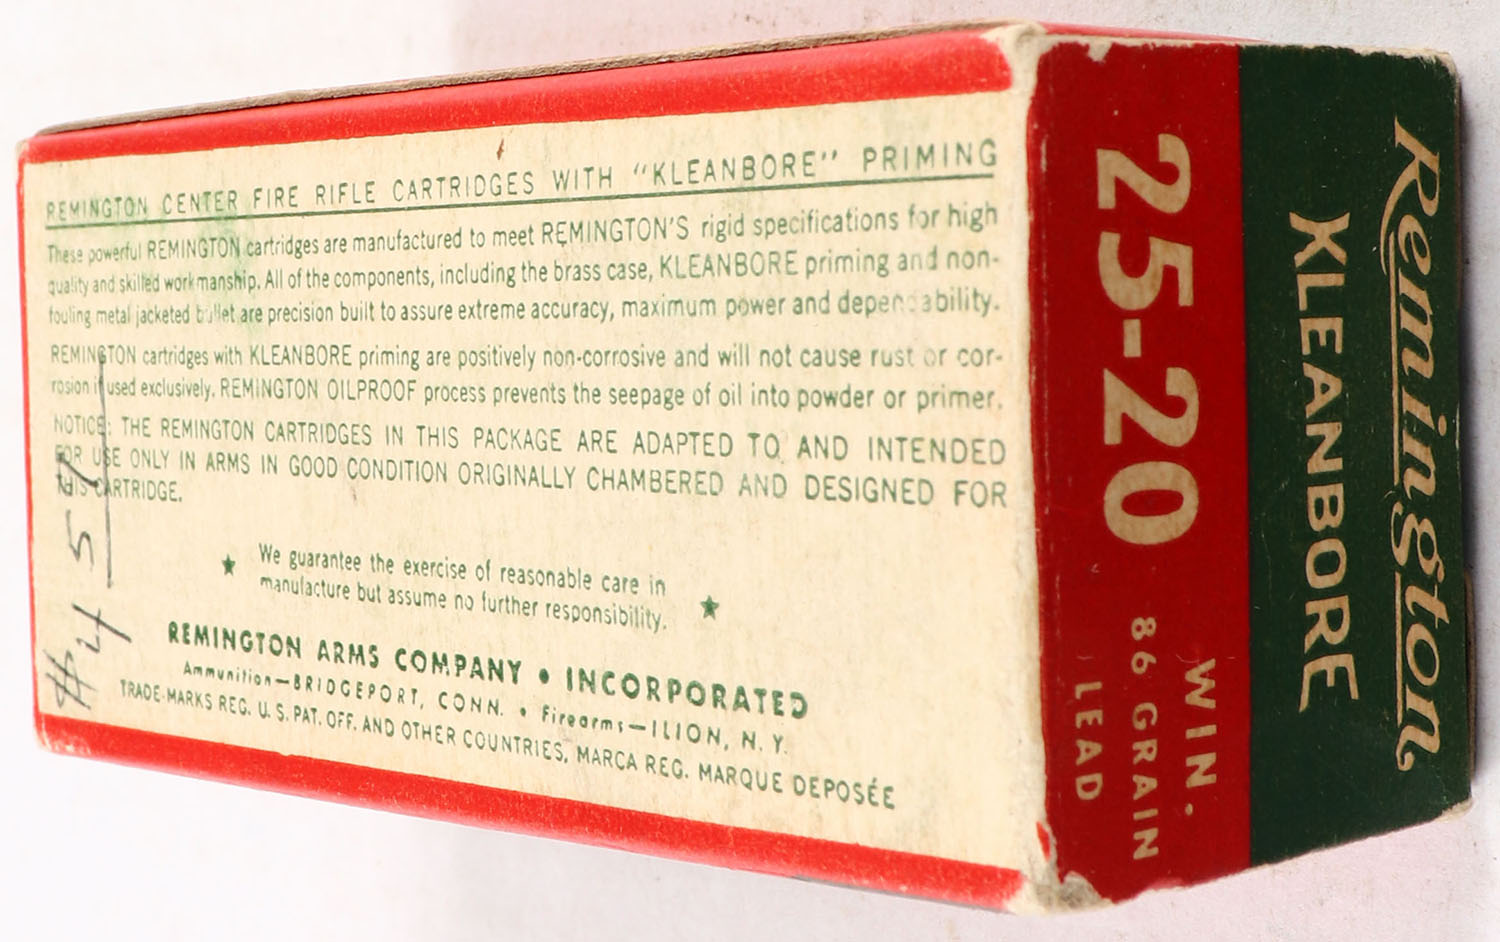 REMINGTON CENTER FIRE RIFLE CARTRIDGES WITH "KLEANBORE" PRIMING
These powerful REMINGTON cartridges are manufactured to meet REMINGTON'S rigid specifications for high
quality and skilled workmanship. All of the components, including the brass case, KLEANBORE priming and non-
fouling metal jacketed bullet are precision built to assure extreme accuracy, maximum power and dependability.
REMINGTON cartridges with KLEANBORE priming are positively non-corrosive and will not cause rust or cor-
rosion if used exclusively. REMINGTON OILPROOF process prevents the seepage of oil into powder or primer.
NOTICE: THE REMINGTON CARTRIDGES IN THIS PACKAGE ARE ADAPTED TO AND INTENDED
FOR USE ONLY IN ARMS IN GOOD CONDITION ORIGINALLY CHAMBERED AND DESIGNED FOR
THIS CARTRIDGE.
★ We guarantee the exercise of reasonable care in
manufacture but assume no further responsibility. ★
REMINGTON ARMS COMPANY • INCORPORATED
Ammunition—BRIDGEPORT, CONN. • Firearms—ILION, N. Y.
TRADE-MARKS REG. U. S. PAT. OFF. AND OTHER COUNTRIES, MARCA REG. MARQUE DEPOSÉE
Remington
KLEANBORE
25-20
WIN.
86 GRAIN
LEAD